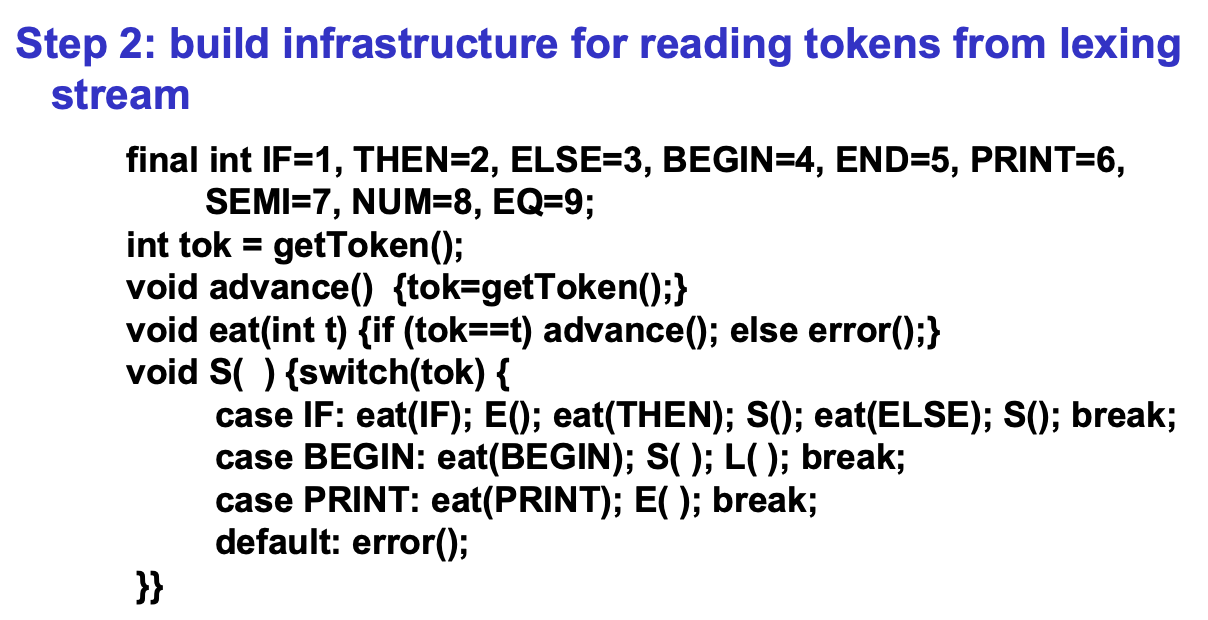 Step 2: build infrastructure for reading tokens from lexing
stream
final int IF=1, THEN=2, ELSE=3, BEGIN=4, END=5, PRINT=6,
SEMI=7, NUM=8, EQ=9;
int tok = getToken();
void advance()  {tok=getToken();}
void eat(int t) {if (tok==t) advance(); else error();}
void S(  ) {switch(tok) {
case IF: eat(IF); E(); eat(THEN); S(); eat(ELSE); S(); break;
case BEGIN: eat(BEGIN); S( ); L( ); break;
case PRINT: eat(PRINT); E( ); break;
default: error();
}}